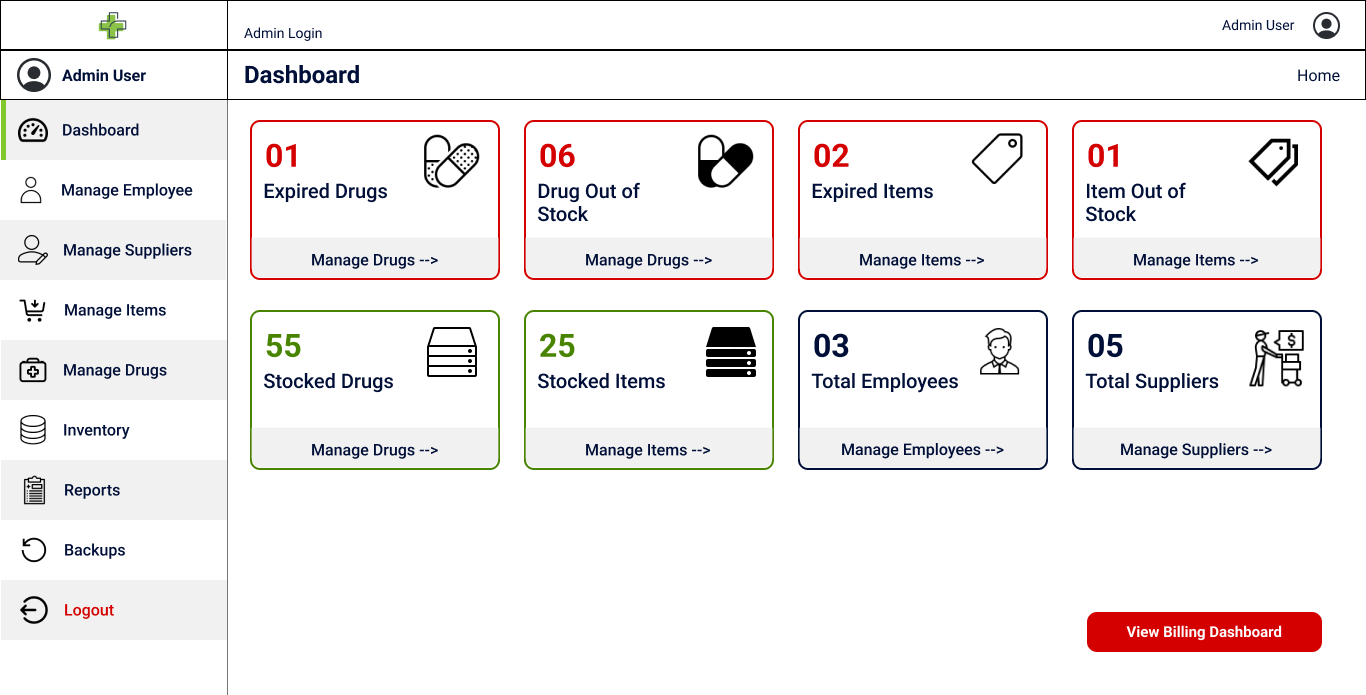 Admin Login
Admin User
Admin User
Dashboard
Home
Dashboard
Manage Employee
Manage Suppliers
Manage Items
Manage Drugs
Inventory
Reports
Backups
Logout
01
Expired Drugs
Manage Drugs -->
06
Drug Out of
Stock
Manage Drugs -->
02
Expired Items
Manage Items -->
01
Item Out of
Stock
Manage Items -->
55
Stocked Drugs
Manage Drugs -->
25
Stocked Items
Manage Items -->
03
Total Employees
Manage Employees -->
05
$
Total Suppliers
Manage Suppliers -->
View Billing Dashboard